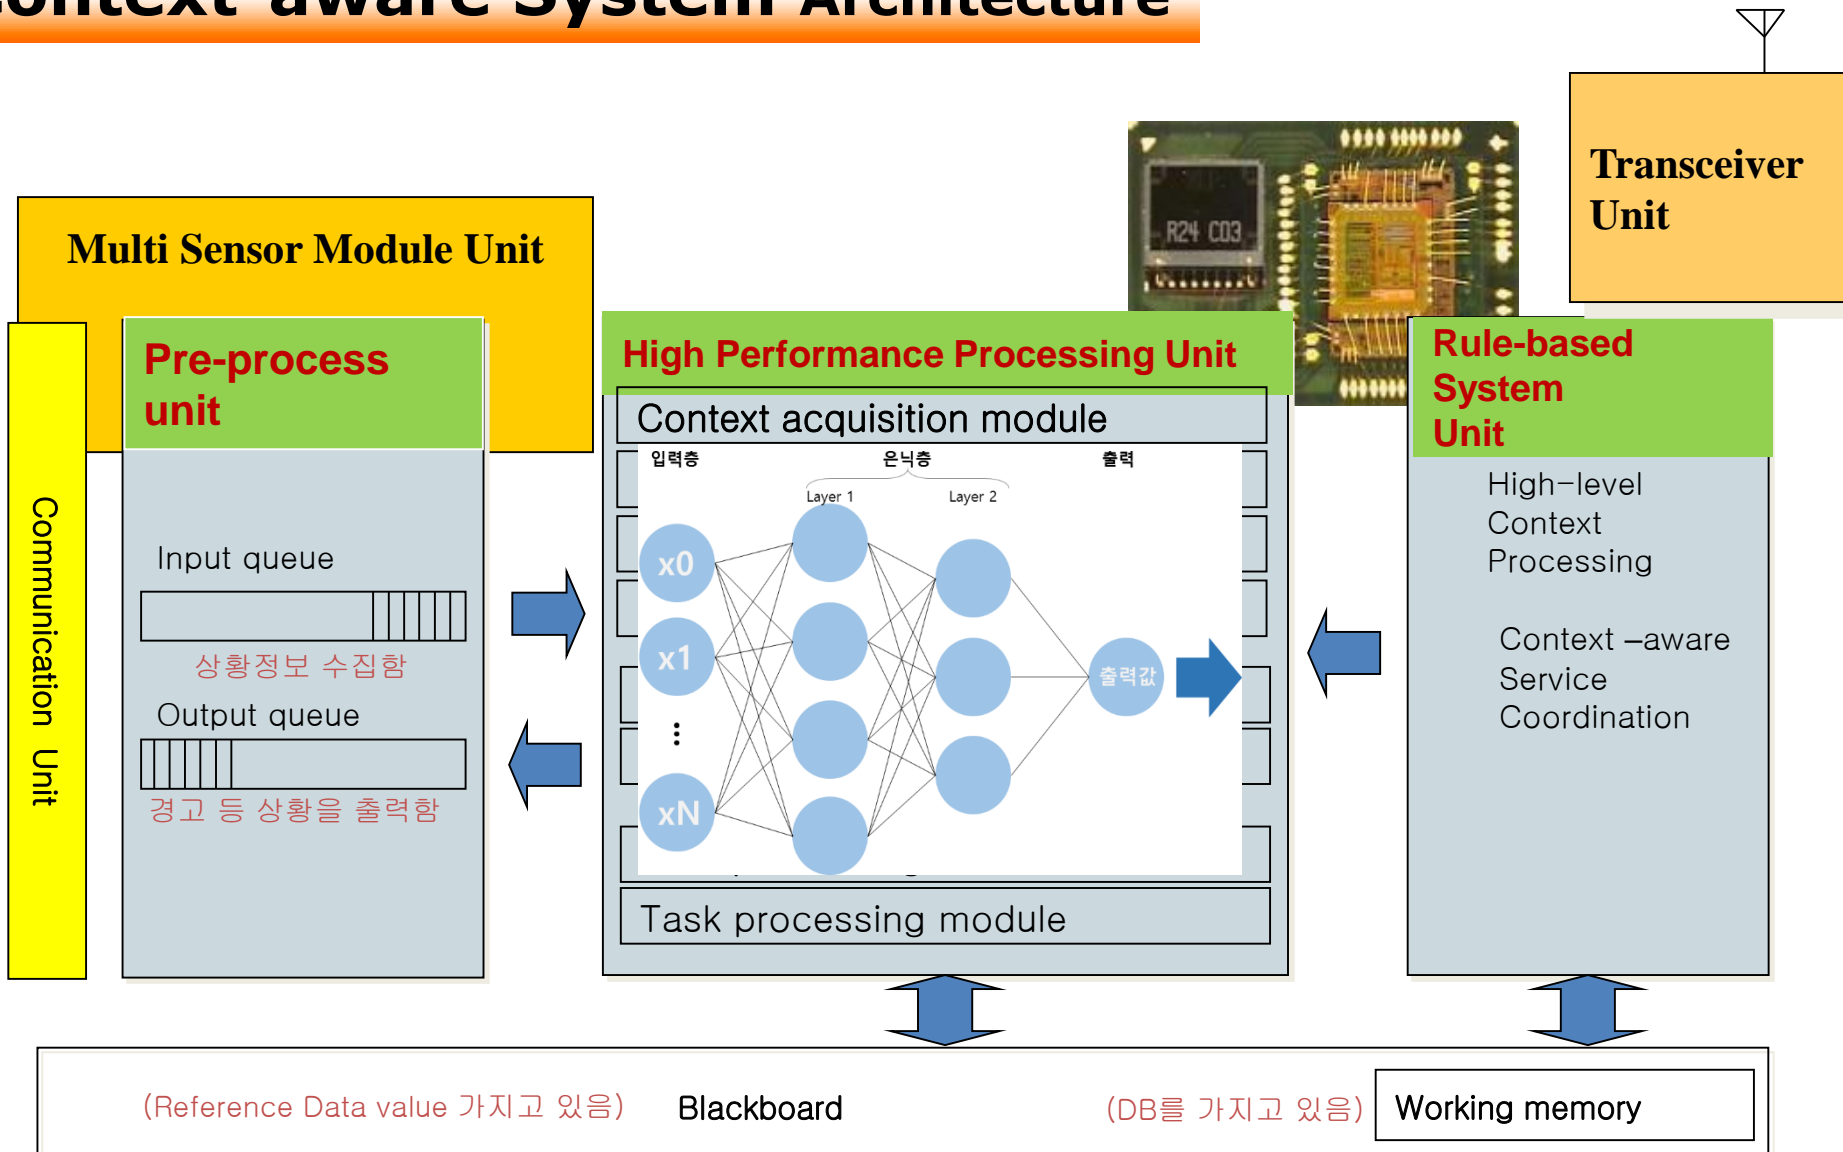 Context-aware System Architecture
Transceiver
Unit
R24 C03
Multi Sensor Module Unit
Communication Unit
Pre-process
unit
Input queue
상황정보 수집함
Output queue
경고 등 상황을 출력함
High Performance Processing Unit
Context acquisition module
입력층 은닉층 출력
Layer 1 Layer 2
x0
x1
⋮
xN
출력값
Task processing module
Rule-based
System
Unit
High-level
Context
Processing
Context –aware
Service
Coordination
(Reference Data value 가지고 있음) Blackboard (DB를 가지고 있음) Working memory